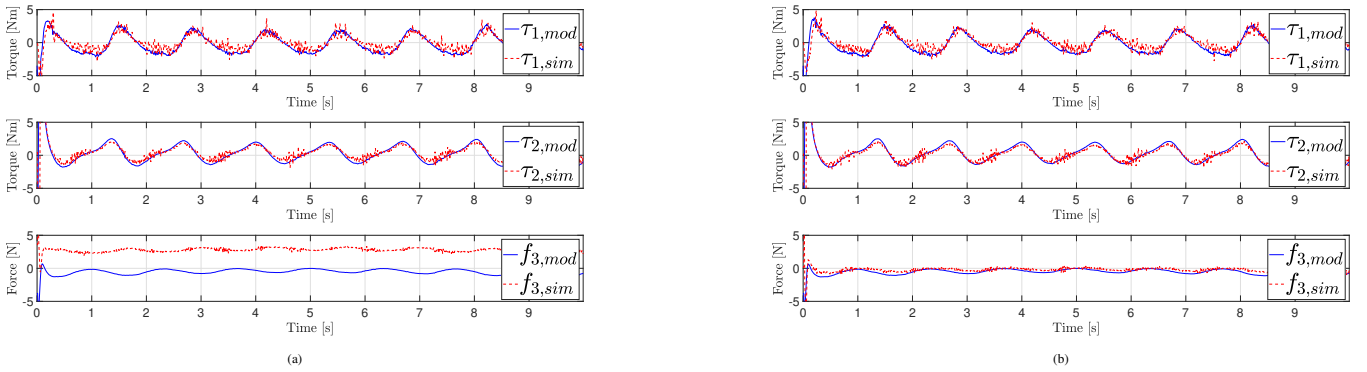 5
0
-5
Torque [Nm]
τ1,mod
τ1,sim
0 1 2 3 4 5 6 7 8 9
Time [s]
5
0
-5
Torque [Nm]
τ2,mod
τ2,sim
0 1 2 3 4 5 6 7 8 9
Time [s]
5
0
-5
Force [N]
f3,mod
f3,sim
0 1 2 3 4 5 6 7 8 9
Time [s]
(a)
5
0
-5
Torque [Nm]
τ1,mod
τ1,sim
0 1 2 3 4 5 6 7 8 9
Time [s]
5
0
-5
Torque [Nm]
τ2,mod
τ2,sim
0 1 2 3 4 5 6 7 8 9
Time [s]
5
0
-5
Force [N]
f3,mod
f3,sim
0 1 2 3 4 5 6 7 8 9
Time [s]
(b)